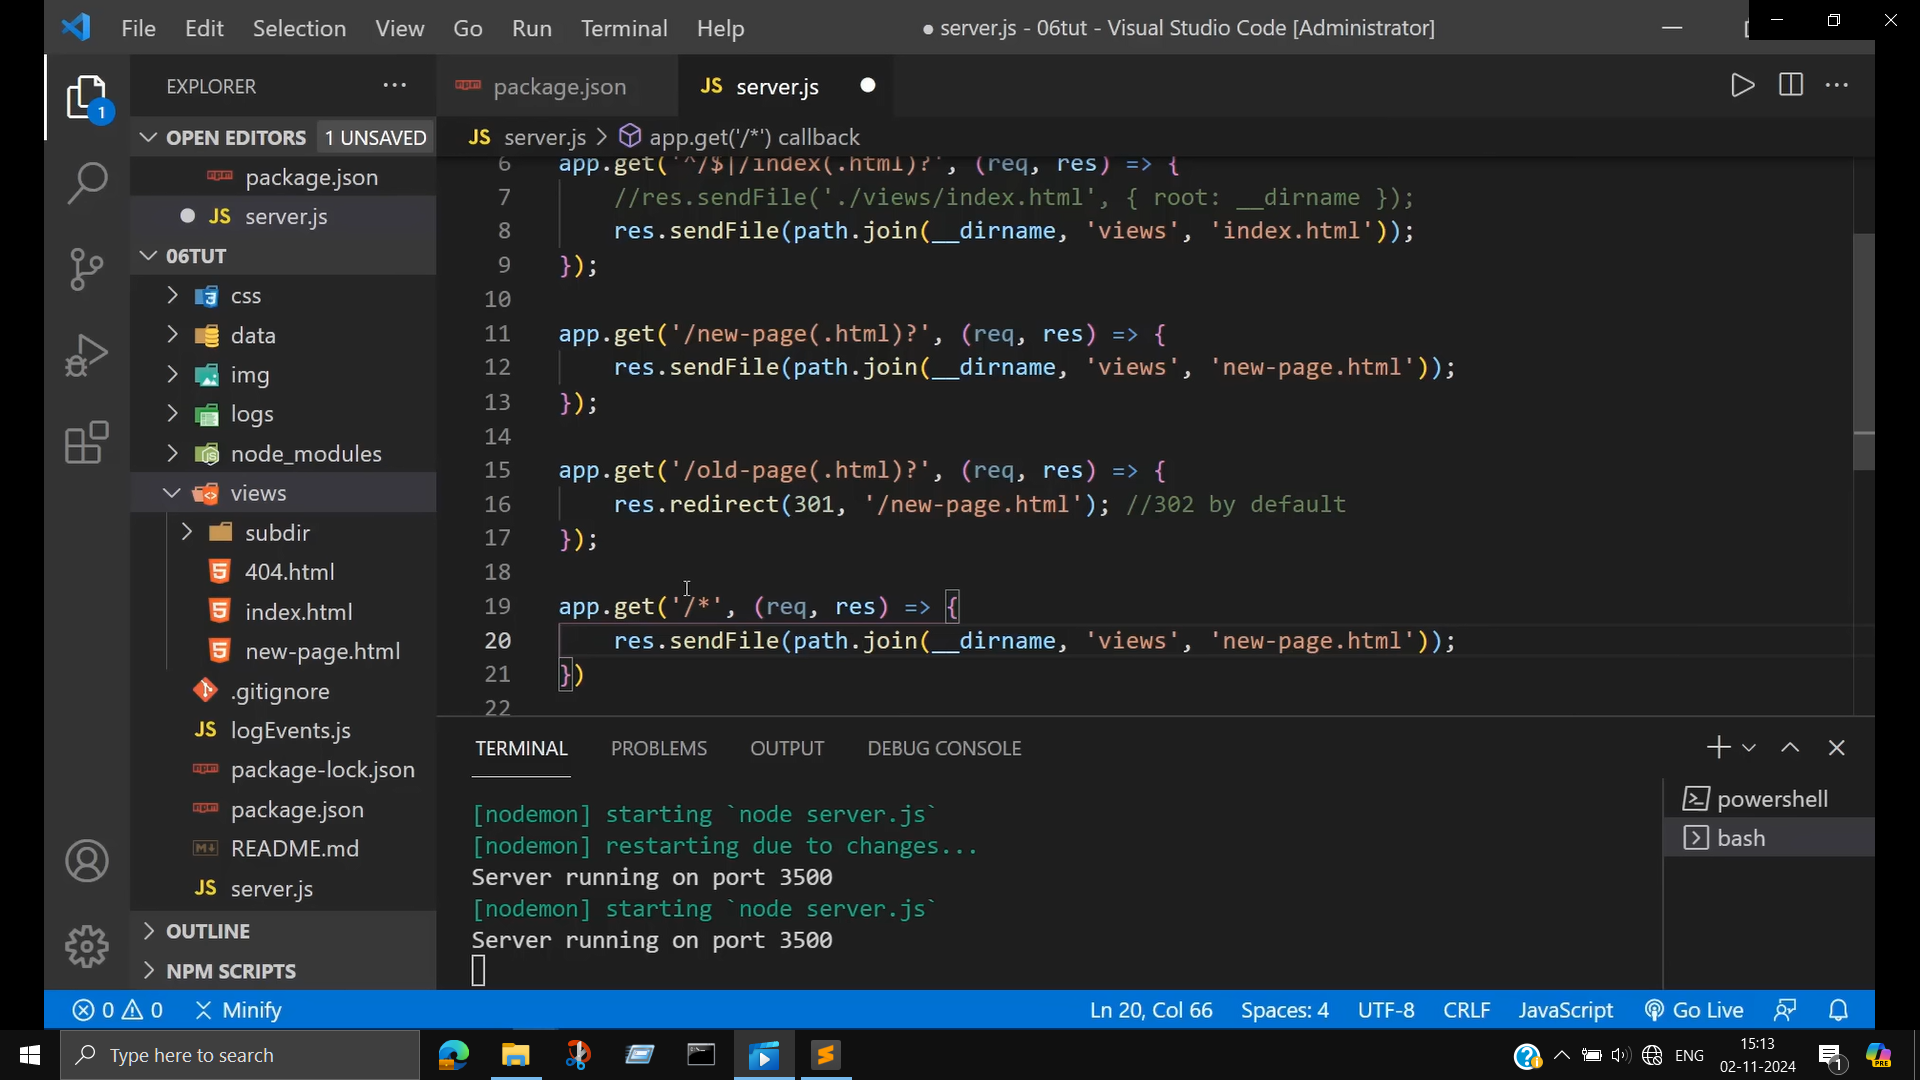 File Edit Selection View Go Run Terminal Help
● server.js - 06tut - Visual Studio Code [Administrator]
EXPLORER
package.json
JS server.js
1
OPEN EDITORS 1 UNSAVED
JS server.js > app.get('/*') callback
package.json
JS server.js
06TUT
css
data
img
logs
node_modules
views
subdir
404.html
index.html
new-page.html
.gitignore
JS logEvents.js
package-lock.json
package.json
README.md
JS server.js
OUTLINE
NPM SCRIPTS
6 app.get('^/$|/index(.html)?', (req, res) => {
7 //res.sendFile('./views/index.html', { root: __dirname });
8 res.sendFile(path.join(__dirname, 'views', 'index.html'));
9 });
10
11 app.get('/new-page(.html)?', (req, res) => {
12 res.sendFile(path.join(__dirname, 'views', 'new-page.html'));
13 });
14
15 app.get('/old-page(.html)?', (req, res) => {
16 res.redirect(301, '/new-page.html'); //302 by default
17 });
18
19 app.get('/*', (req, res) => {
20 res.sendFile(path.join(__dirname, 'views', 'new-page.html'));
21 })
22
TERMINAL PROBLEMS OUTPUT DEBUG CONSOLE
[nodemon] starting `node server.js`
[nodemon] restarting due to changes...
Server running on port 3500
[nodemon] starting `node server.js`
Server running on port 3500
powershell
bash
0 0 Minify
Ln 20, Col 66 Spaces: 4 UTF-8 CRLF JavaScript Go Live
Type here to search
ENG
15:13
02-11-2024
1
PRE